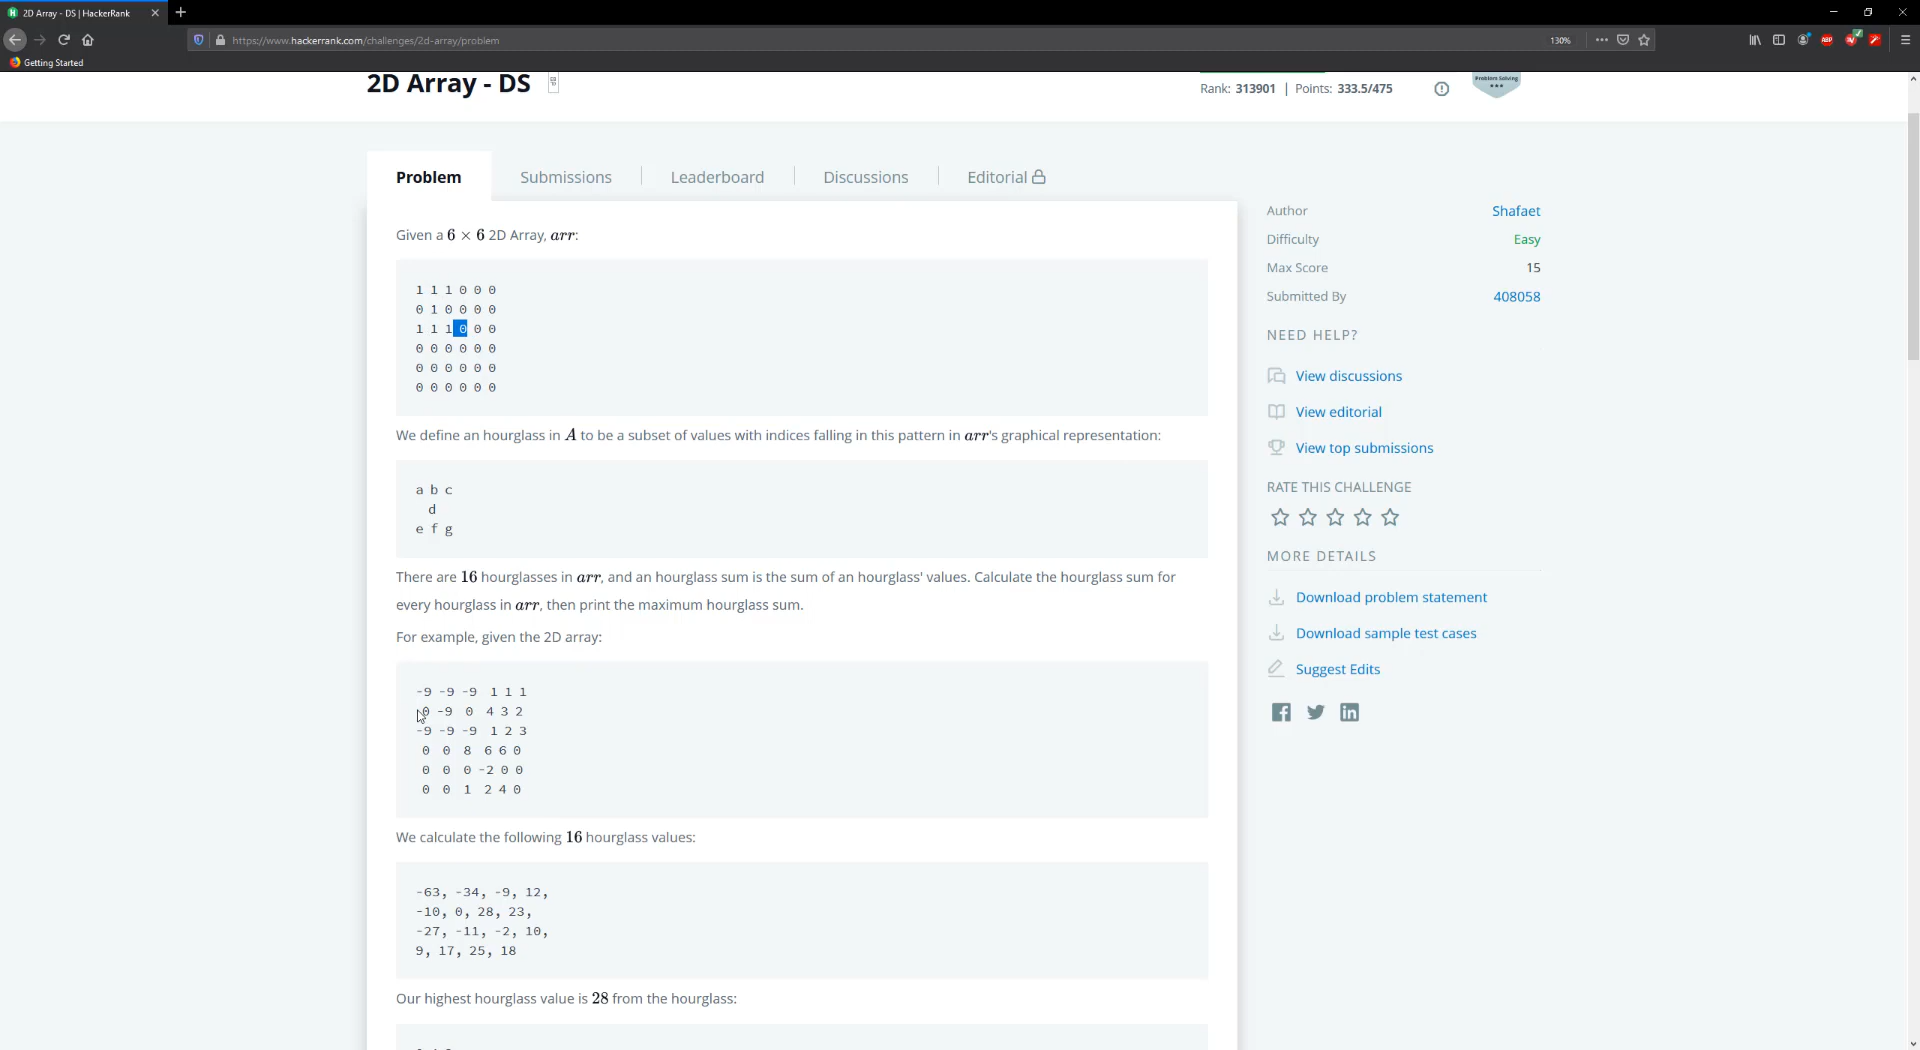 2D Array - DS | HackerRank
https://www.hackerrank.com/challenges/2d-array/problem
130%
ABP
Getting Started
2D Array - DS
Rank: 313901 | Points: 333.5/475
Problem Solving
Problem
Submissions
Leaderboard
Discussions
Editorial
Given a 6 × 6 2D Array, arr:
1 1 1 0 0 0
0 1 0 0 0 0
1 1 1 0 0 0
0 0 0 0 0 0
0 0 0 0 0 0
0 0 0 0 0 0
We define an hourglass in A to be a subset of values with indices falling in this pattern in arr's graphical representation:
a b c
d
e f g
There are 16 hourglasses in arr, and an hourglass sum is the sum of an hourglass' values. Calculate the hourglass sum for
every hourglass in arr, then print the maximum hourglass sum.
For example, given the 2D array:
-9 -9 -9 1 1 1
0 -9 0 4 3 2
-9 -9 -9 1 2 3
0 0 8 6 6 0
0 0 0 -2 0 0
0 0 1 2 4 0
We calculate the following 16 hourglass values:
-63, -34, -9, 12,
-10, 0, 28, 23,
-27, -11, -2, 10,
9, 17, 25, 18
Our highest hourglass value is 28 from the hourglass:
Author
Shafaet
Difficulty
Easy
Max Score
15
Submitted By
408058
NEED HELP?
View discussions
View editorial
View top submissions
RATE THIS CHALLENGE
MORE DETAILS
Download problem statement
Download sample test cases
Suggest Edits